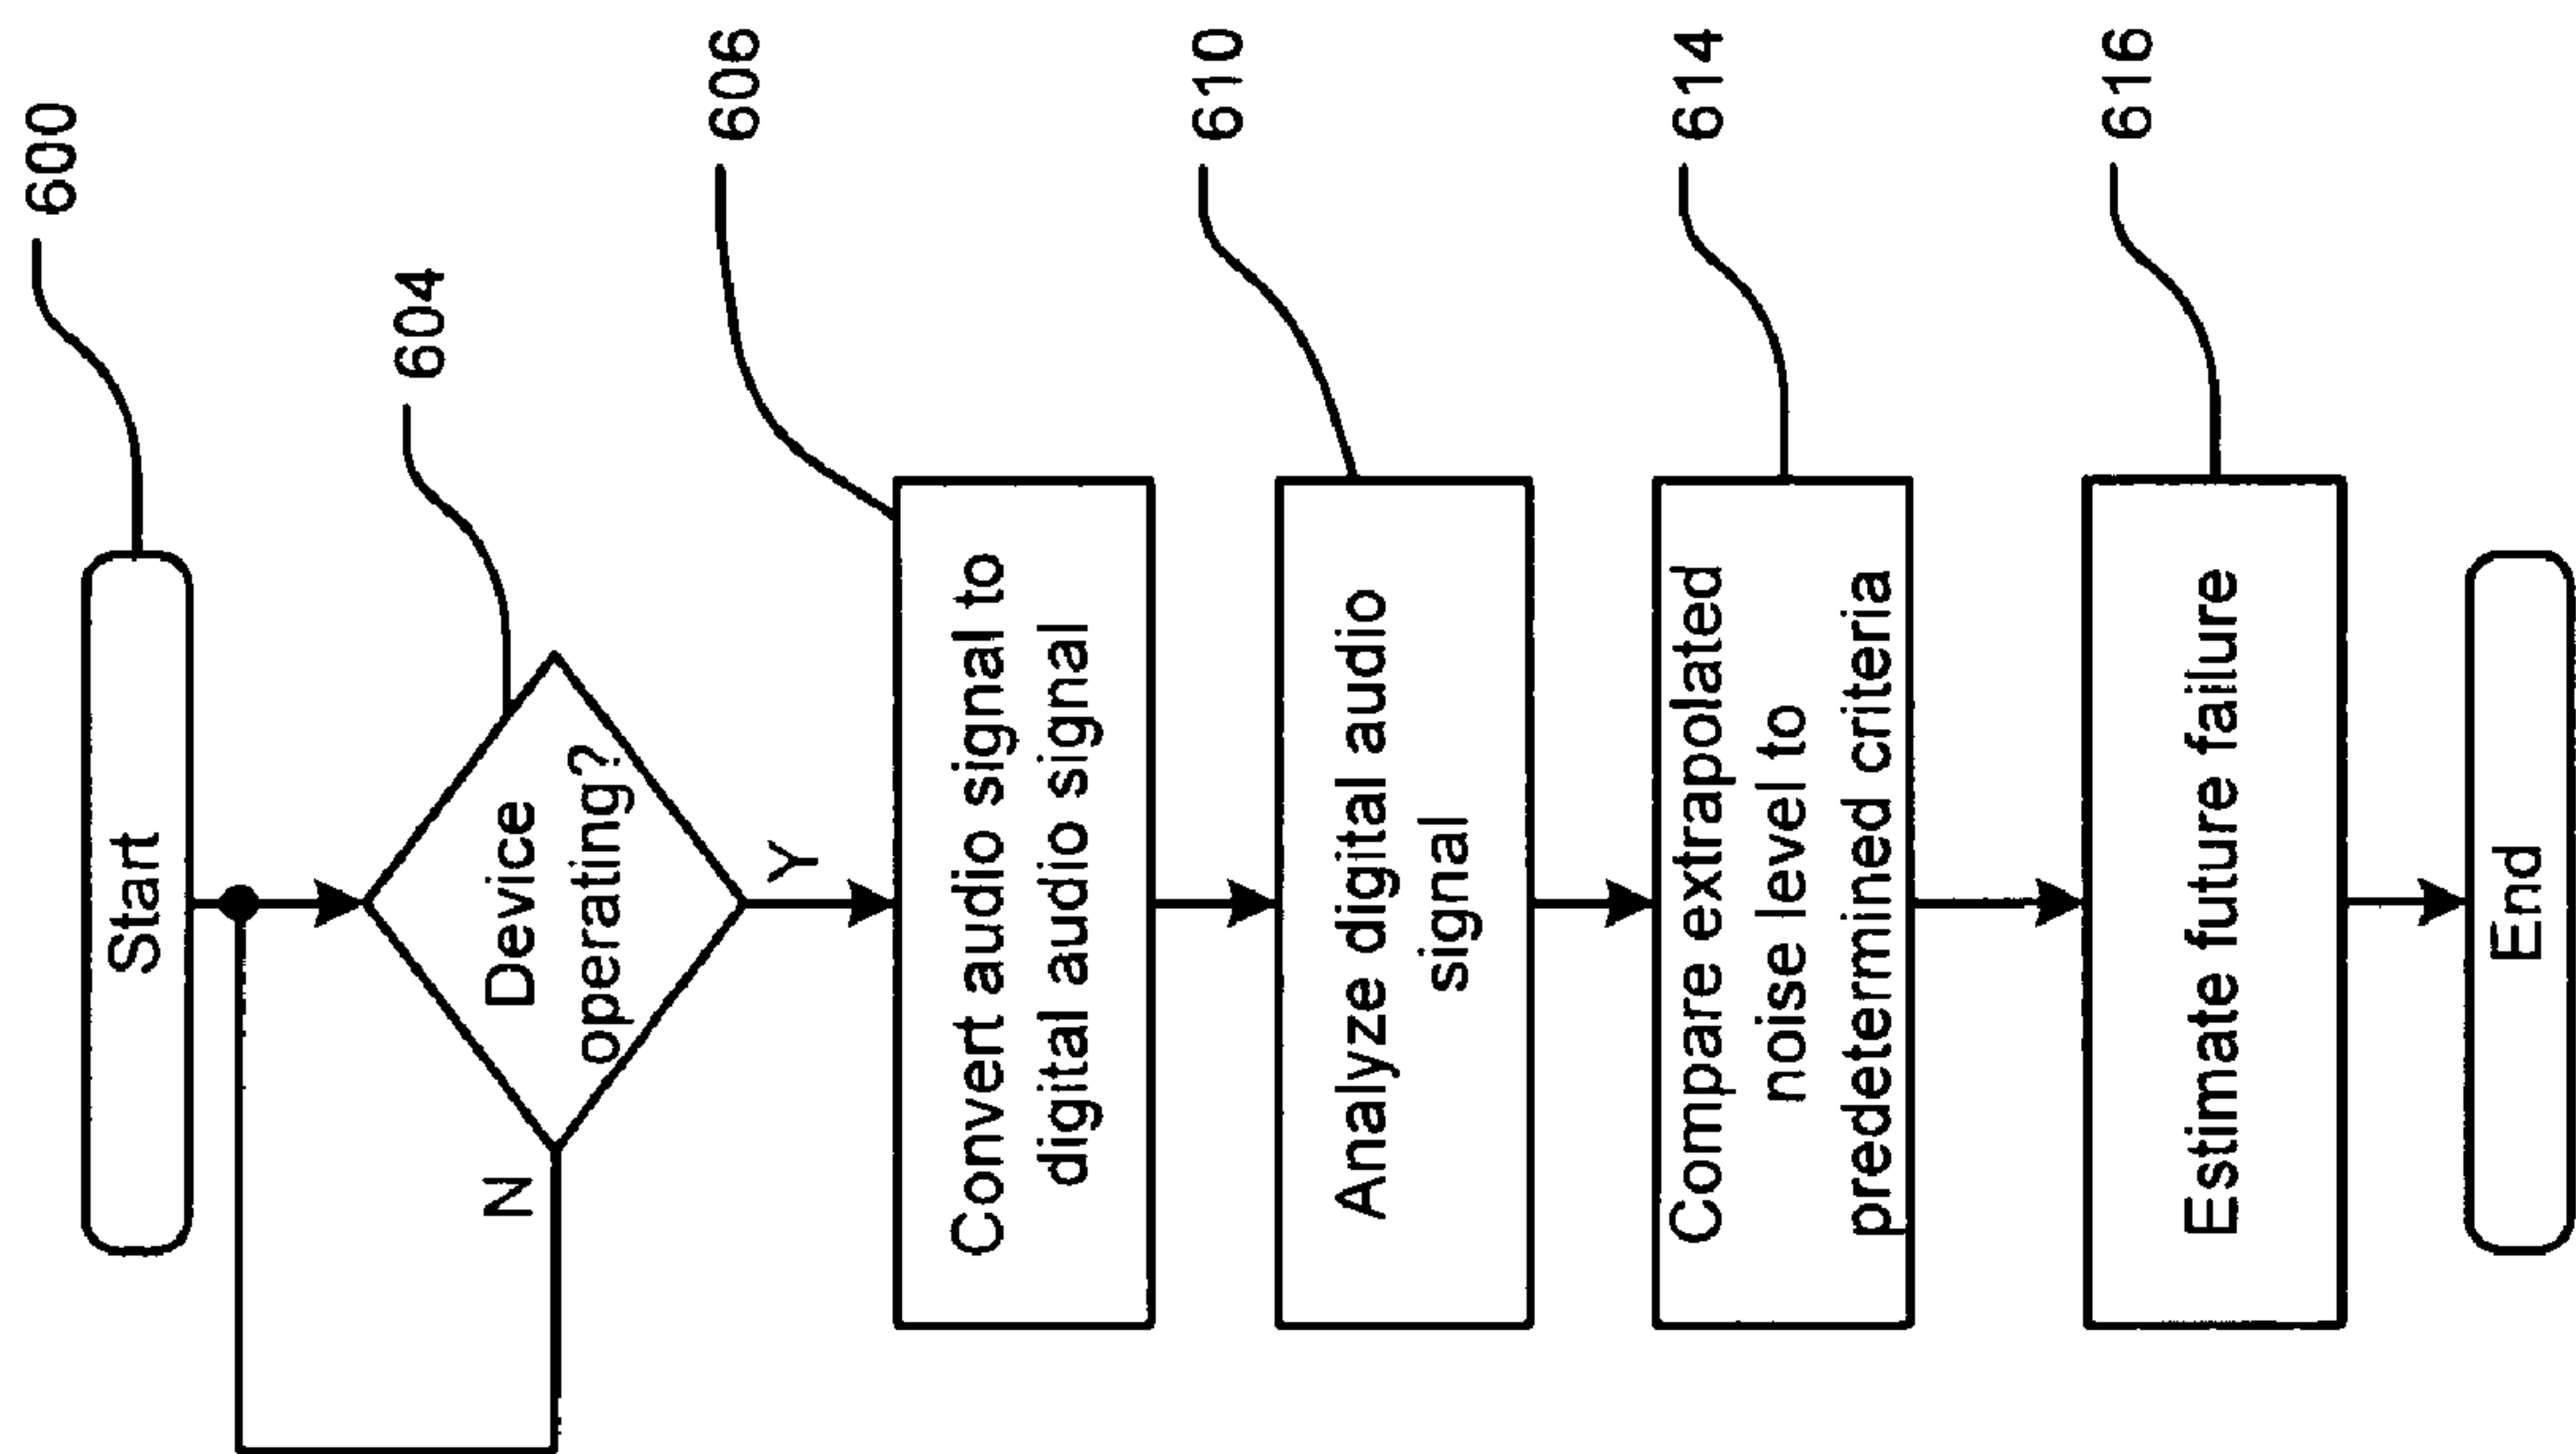 Start
600
Device
operating?
604
N
Y
Convert audio signal to
digital audio signal
606
Analyze digital audio
signal
610
Compare extrapolated
noise level to
predetermined criteria
614
Estimate future failure
616
End